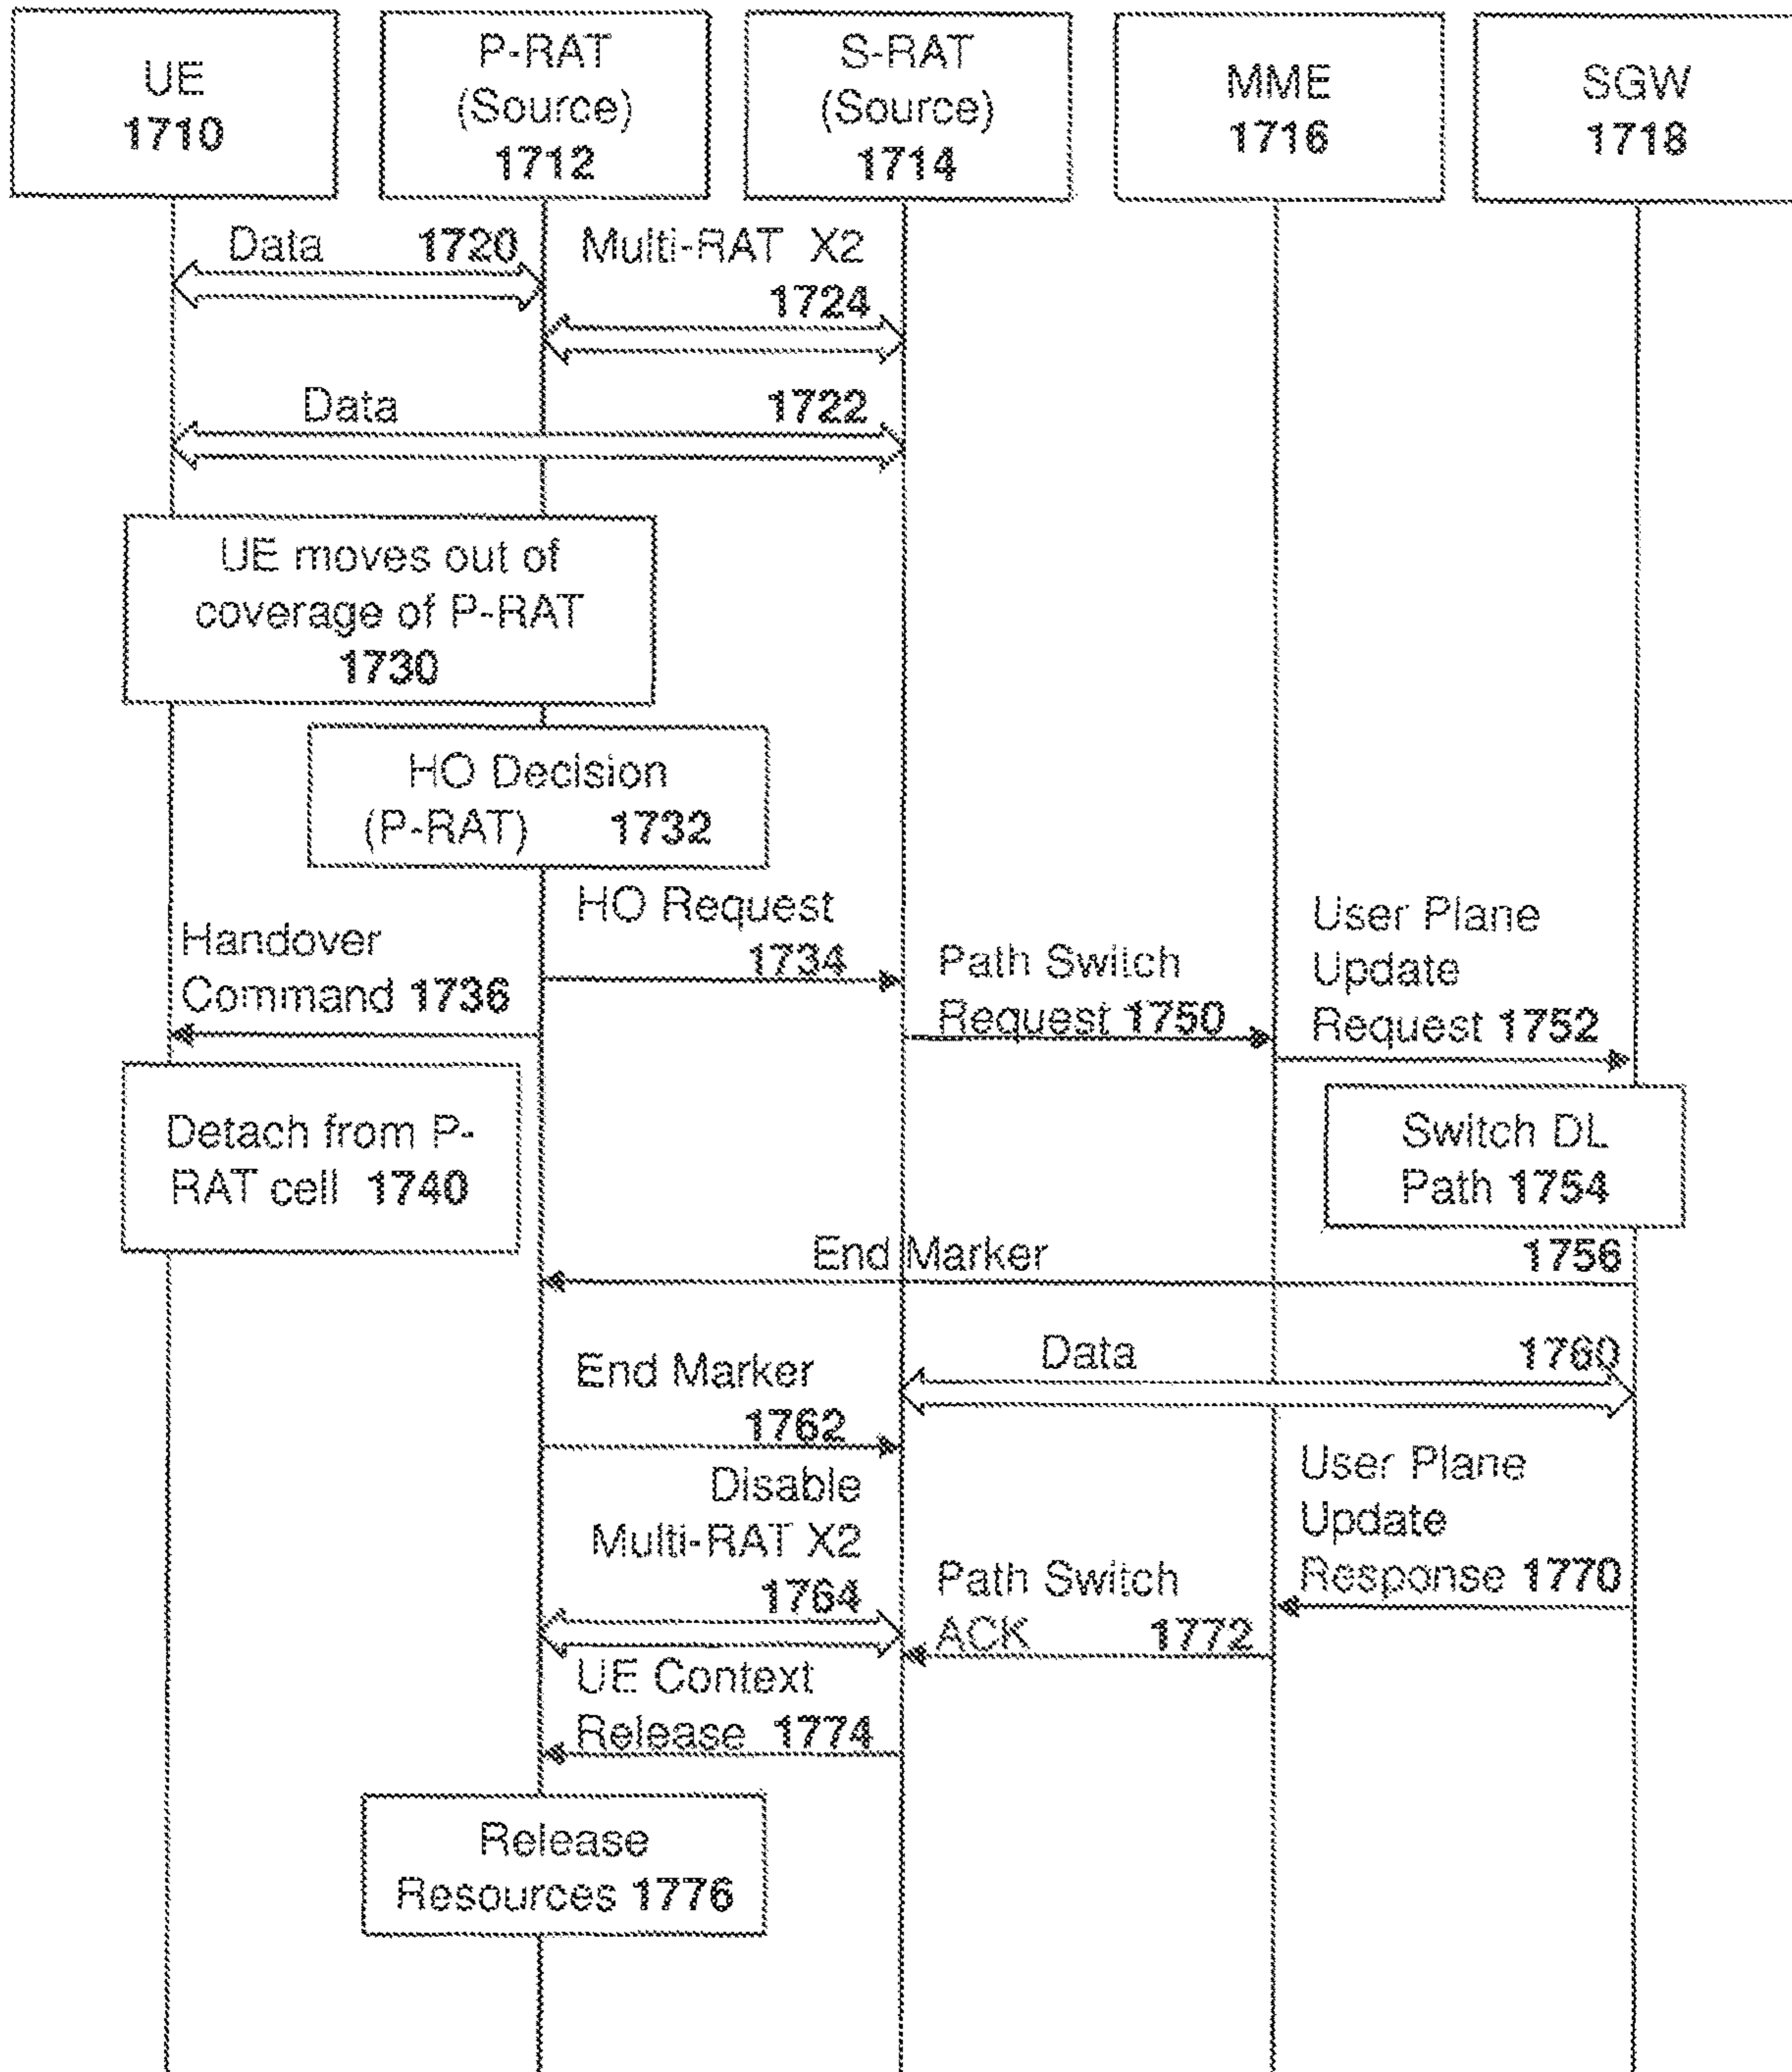 UE
1710
P-RAT
(Source)
1712
S-RAT
(Source)
1714
MME
1716
SGW
1718
Data 1720
Multi-RAT X2
1724
Data 1722
UE moves out of
coverage of P-RAT
1730
HO Decision
(P-RAT) 1732
HO Request
1734
Handover
Command 1736
Path Switch
Request 1750
User Plane
Update
Request 1752
Detach from P-
RAT cell 1740
Switch DL
Path 1754
End Marker 1756
Data 1760
End Marker
1762
Disable
Multi-RAT X2
1764
User Plane
Update
Response 1770
Path Switch
ACK 1772
UE Context
Release 1774
Release
Resources 1776